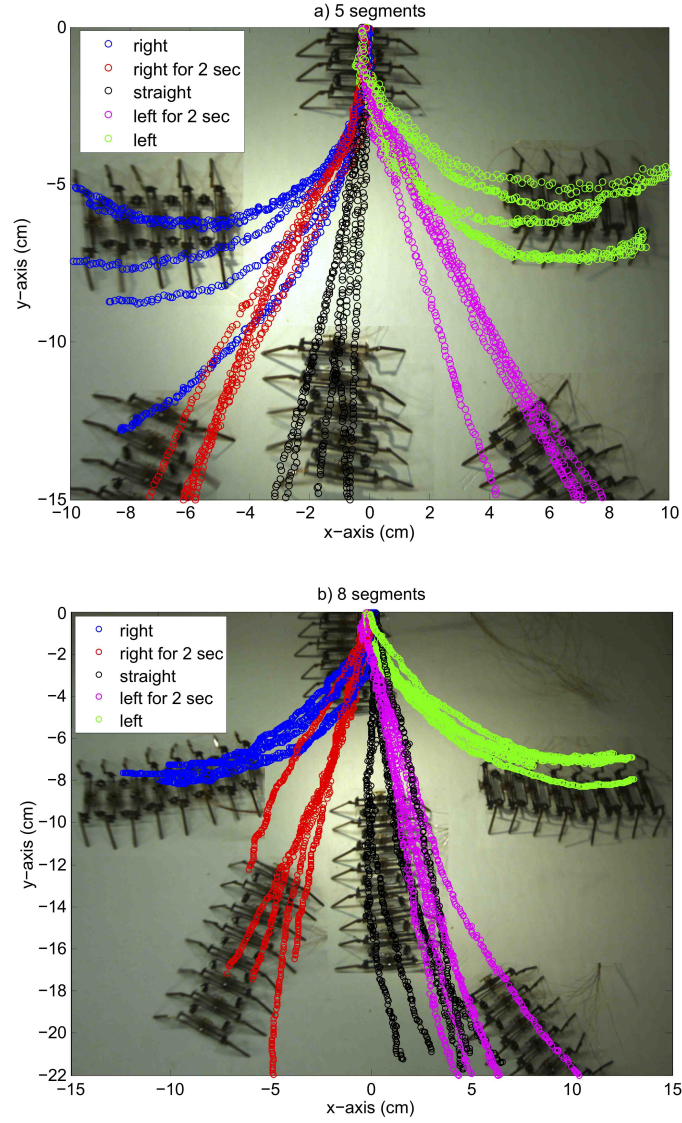 a) 5 segments
right
right for 2 sec
straight
left for 2 sec
left
0
−5
−10
−15
y−axis (cm)
−10 −8 −6 −4 −2 0 2 4 6 8 10
x−axis (cm)
b) 8 segments
right
right for 2 sec
straight
left for 2 sec
left
0
−2
−4
−6
−8
−10
−12
−14
−16
−18
−20
−22
y−axis (cm)
−15 −10 −5 0 5 10 15
x−axis (cm)